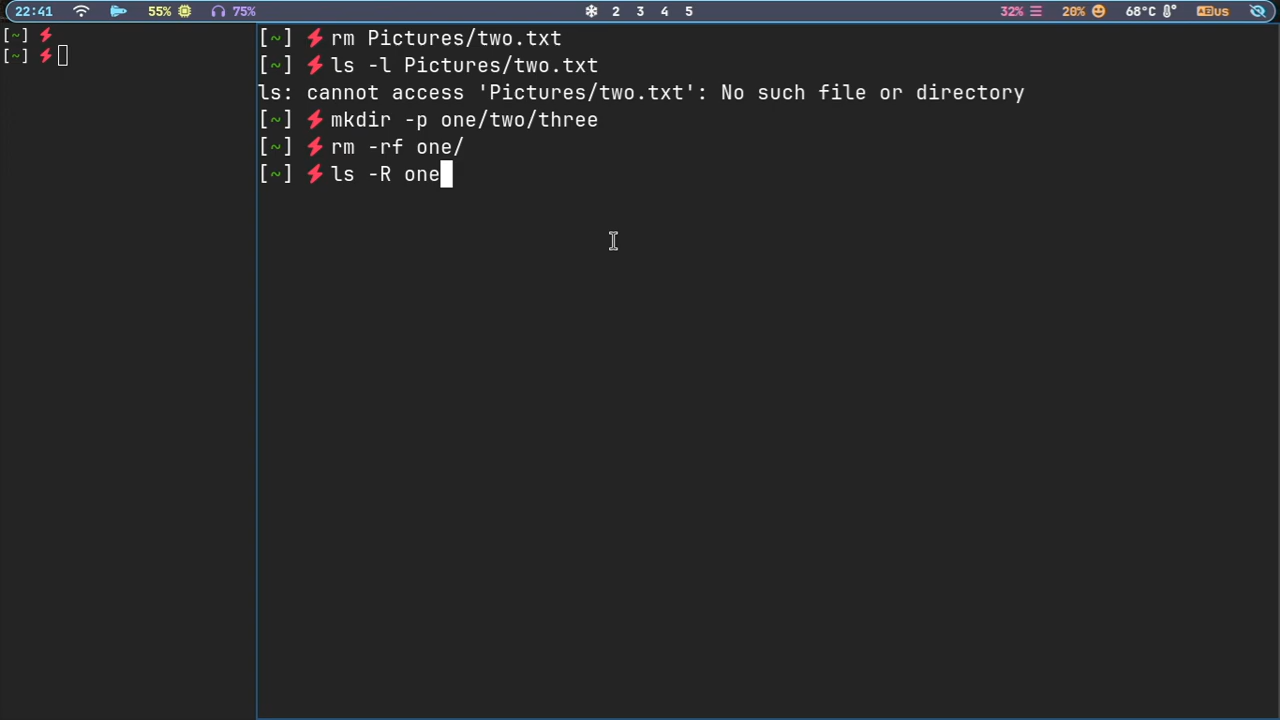 22:41 55% 75% 2 3 4 5 32% 20% 68°C US
[~]
[~]
[~] rm Pictures/two.txt
[~] ls -l Pictures/two.txt
ls: cannot access 'Pictures/two.txt': No such file or directory
[~] mkdir -p one/two/three
[~] rm -rf one/
[~] ls -R one